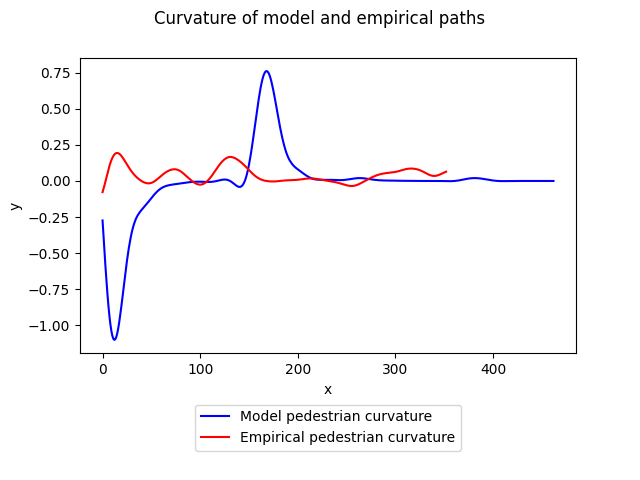 Curvature of model and empirical paths
0.75
0.50
0.25
0.00
−0.25
−0.50
−0.75
−1.00
y
0 100 200 300 400
x
Model pedestrian curvature
Empirical pedestrian curvature